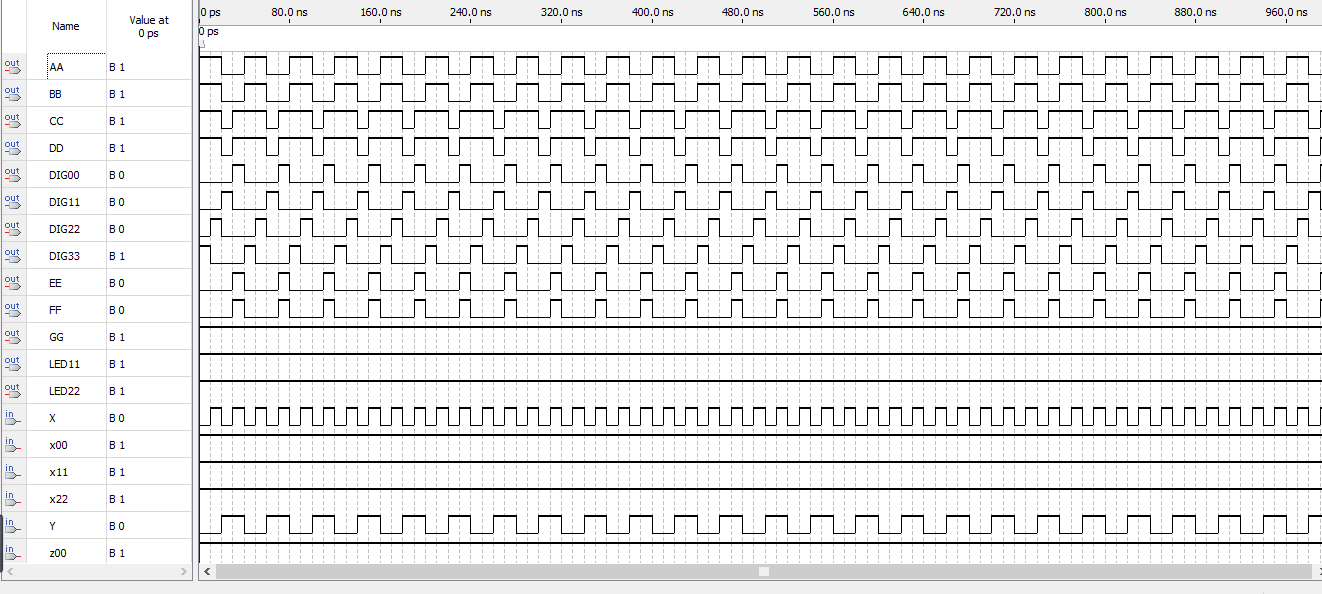 Name Value at 0 ps
0 ps 80.0 ns 160.0 ns 240.0 ns 320.0 ns 400.0 ns 480.0 ns 560.0 ns 640.0 ns 720.0 ns 800.0 ns 880.0 ns 960.0 ns
0 ps
out AA B 1
out BB B 1
out CC B 1
out DD B 1
out DIG00 B 0
out DIG11 B 0
out DIG22 B 0
out DIG33 B 1
out EE B 0
out FF B 0
out GG B 1
out LED11 B 1
out LED22 B 1
in X B 0
in x00 B 1
in x11 B 1
in x22 B 1
in Y B 0
in z00 B 1